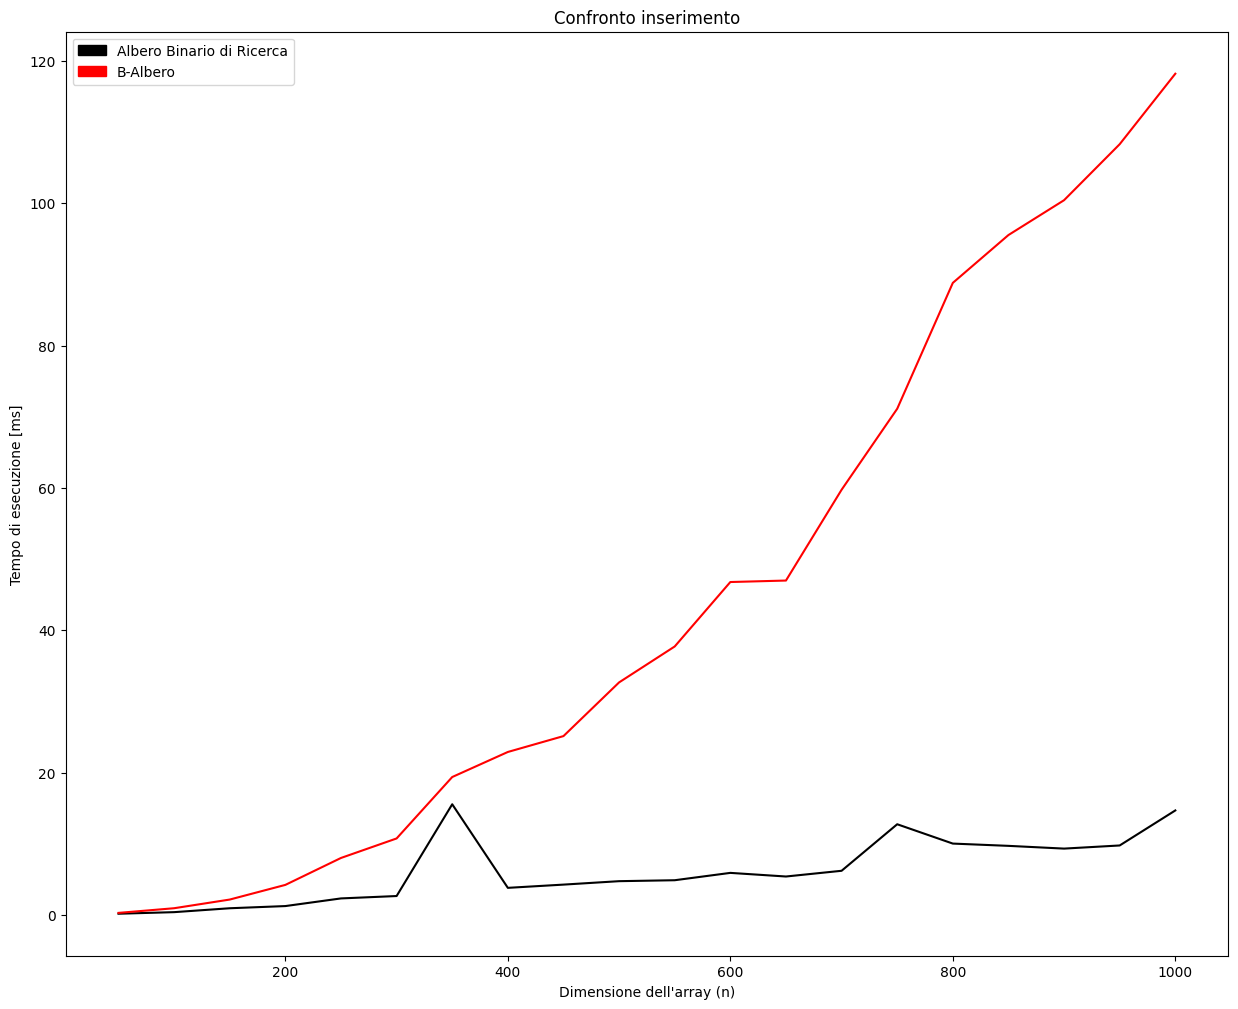 Confronto inserimento
Albero Binario di Ricerca
B-Albero
120
100
80
60
40
20
0
Tempo di esecuzione [ms]
200
400
600
800
1000
Dimensione dell'array (n)